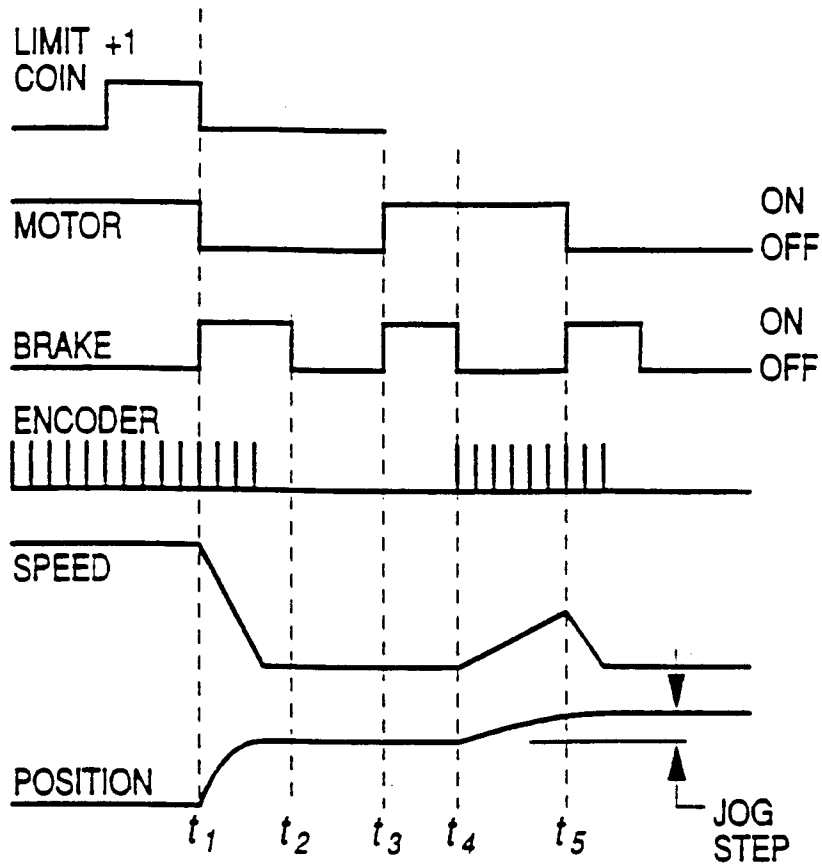 LIMIT +1
COIN
MOTOR
ON
OFF
BRAKE
ON
OFF
ENCODER
SPEED
POSITION
t1 t2 t3 t4 t5
JOG
STEP